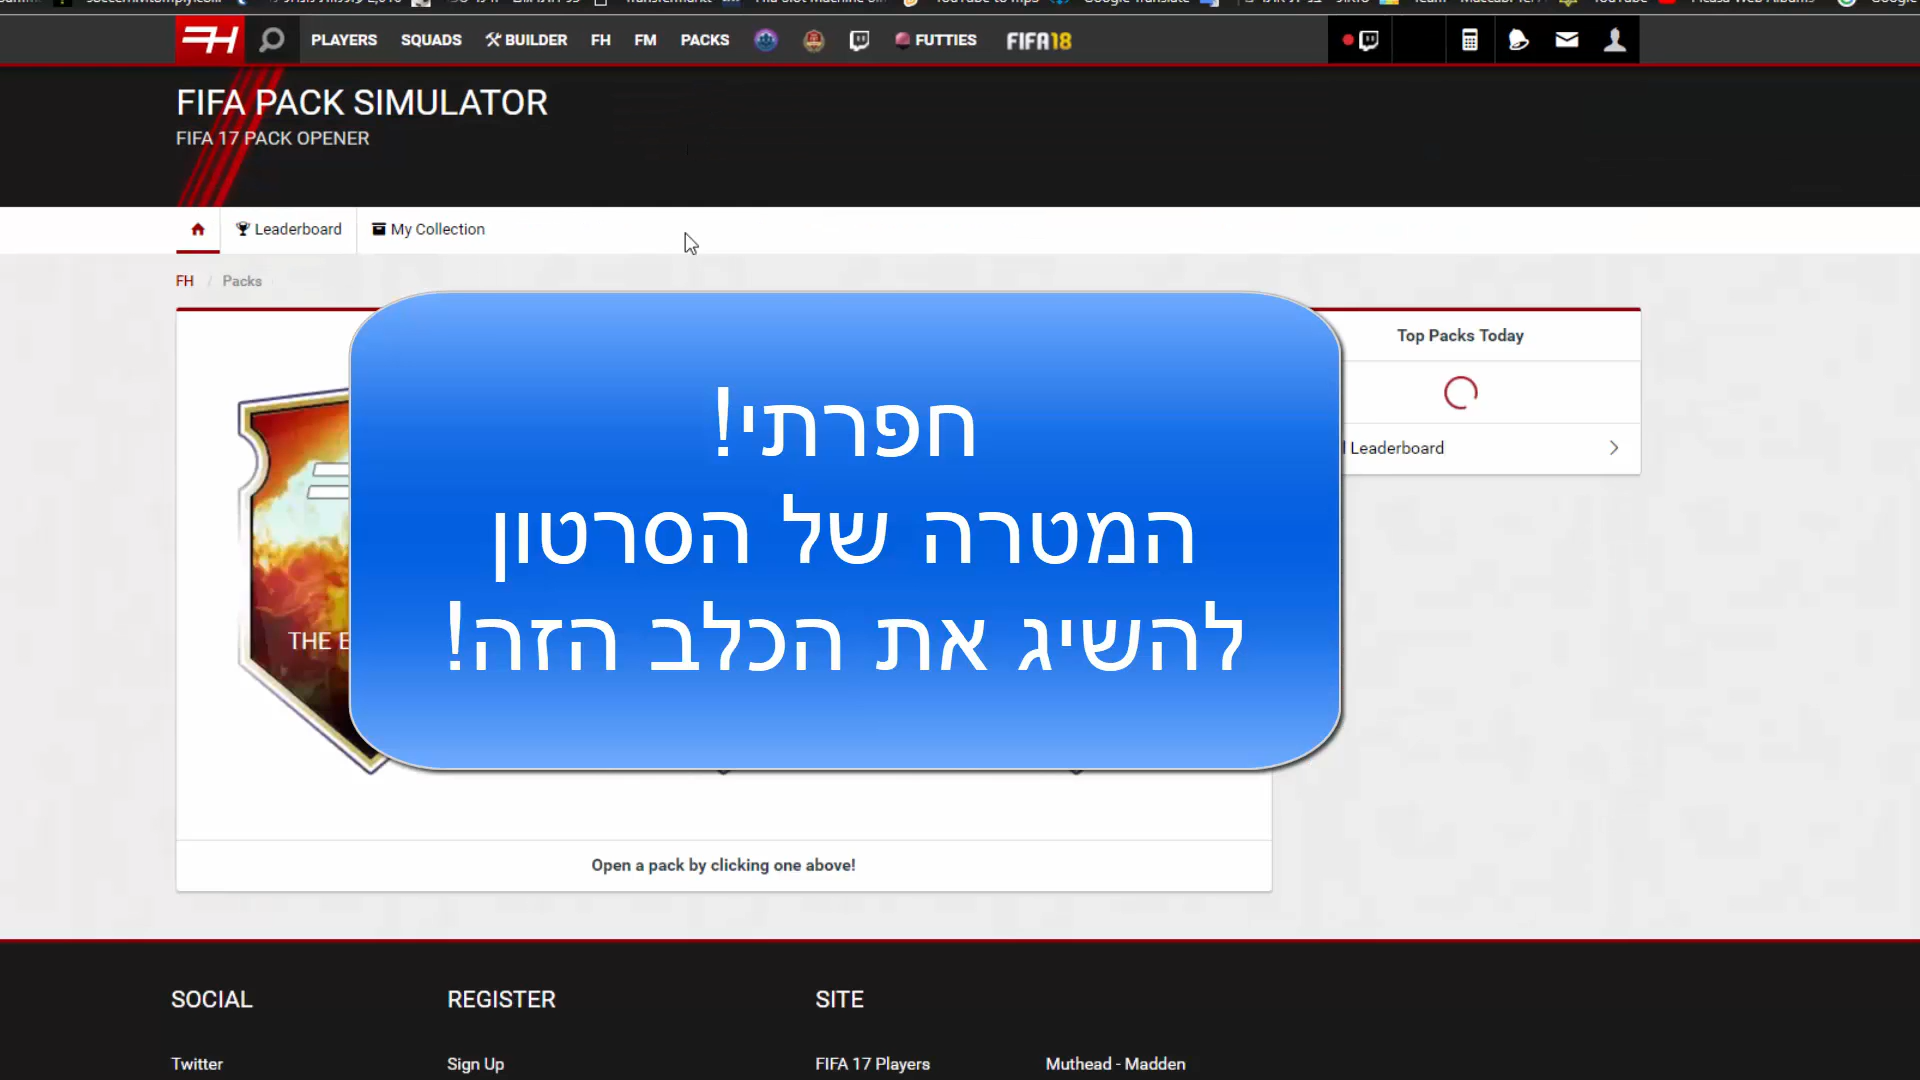 PLAYERS SQUADS BUILDER FH FM PACKS FUTTIES FIFA18
FIFA PACK SIMULATOR
FIFA 17 PACK OPENER
Leaderboard My Collection
FH / Packs
Top Packs Today
Leaderboard
חפרתי!
המטרה של הסרטון
להשיג את הכלב הזה!
THE
Open a pack by clicking one above!
SOCIAL REGISTER SITE
Twitter Sign Up FIFA 17 Players Muthead - Madden